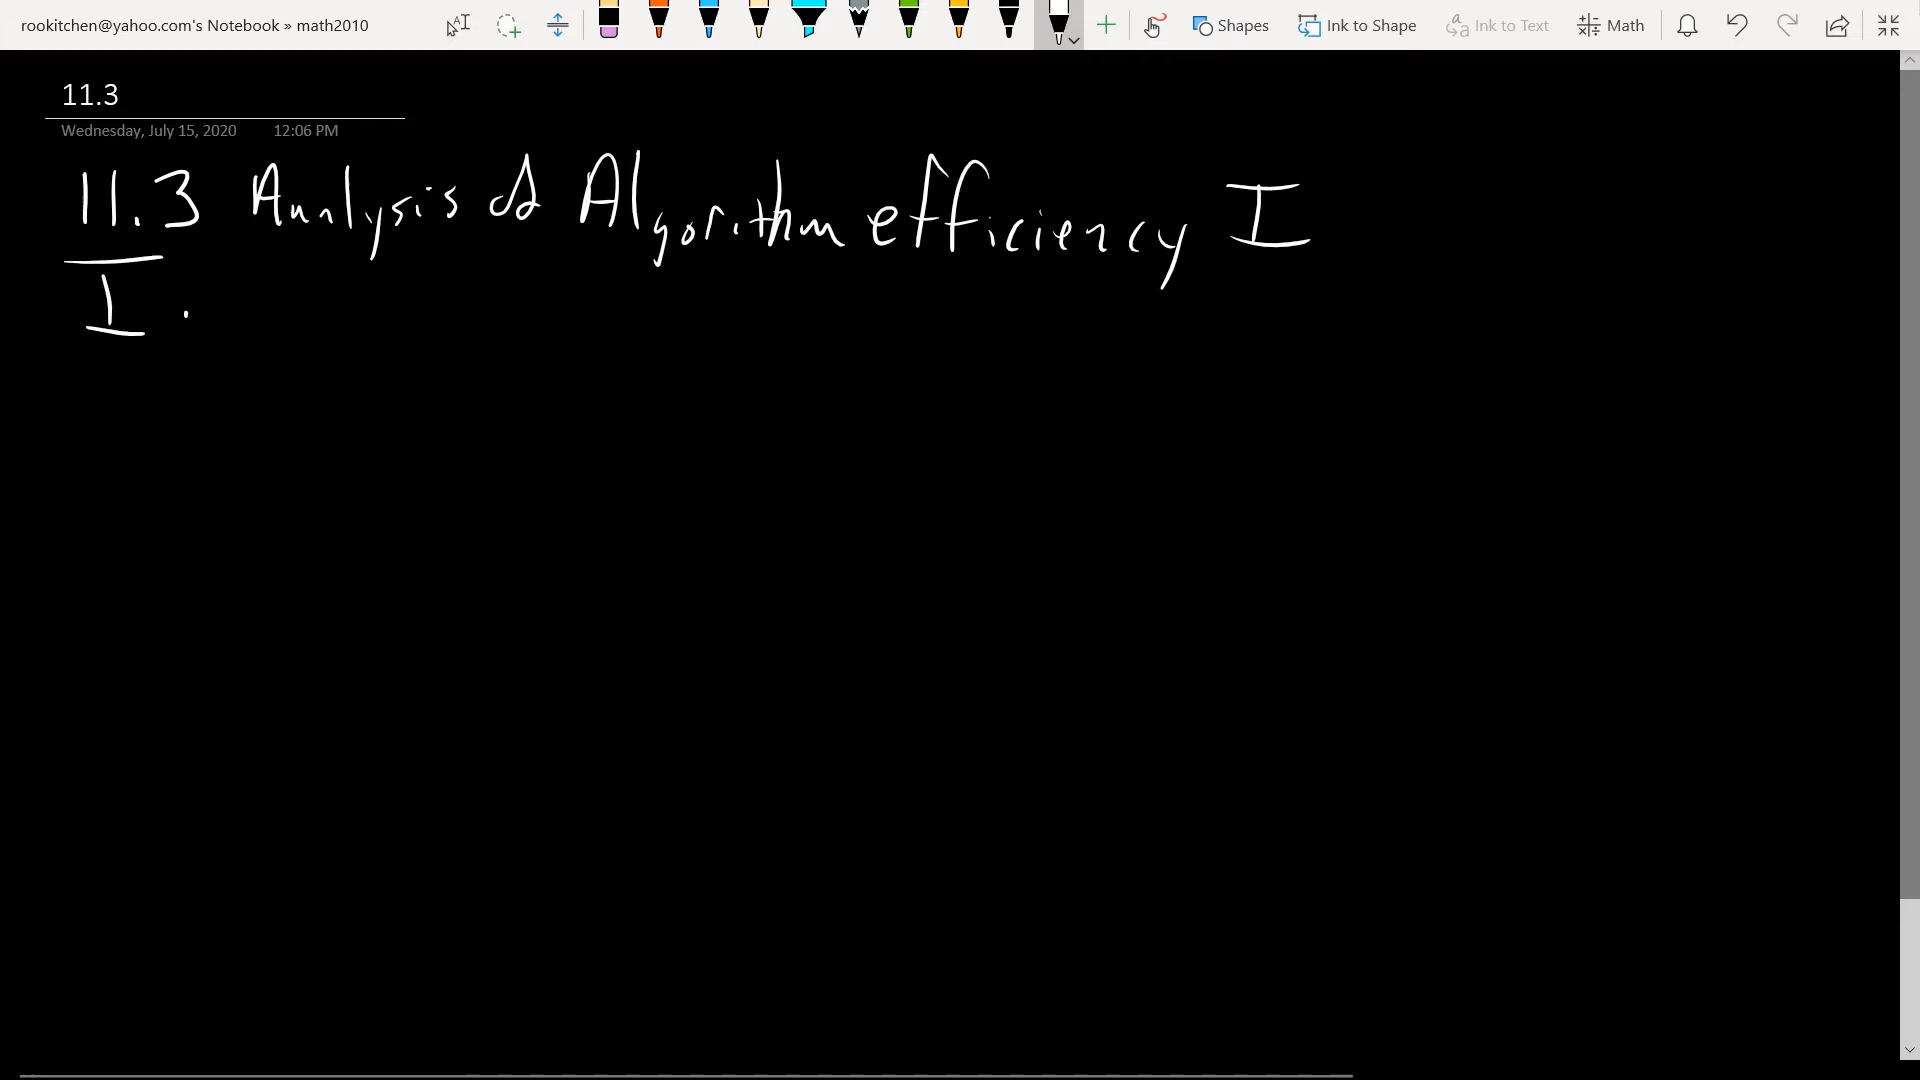 rookitchen@yahoo.com's Notebook » math2010 Shapes Ink to Shape Ink to Text Math
11.3
Wednesday, July 15, 2020 12:06 PM
11.3 Analysis of Algorithm efficiency I
I.